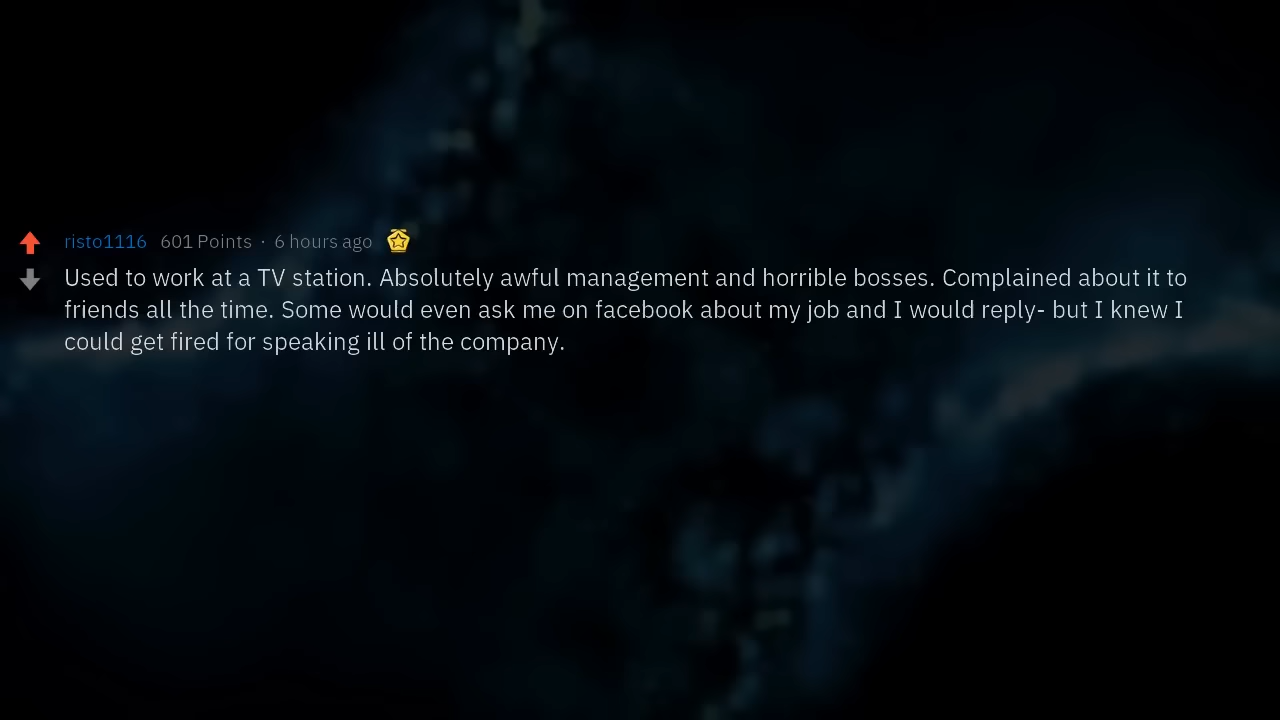 risto1116 601 Points · 6 hours ago
Used to work at a TV station. Absolutely awful management and horrible bosses. Complained about it to
friends all the time. Some would even ask me on facebook about my job and I would reply- but I knew I
could get fired for speaking ill of the company.